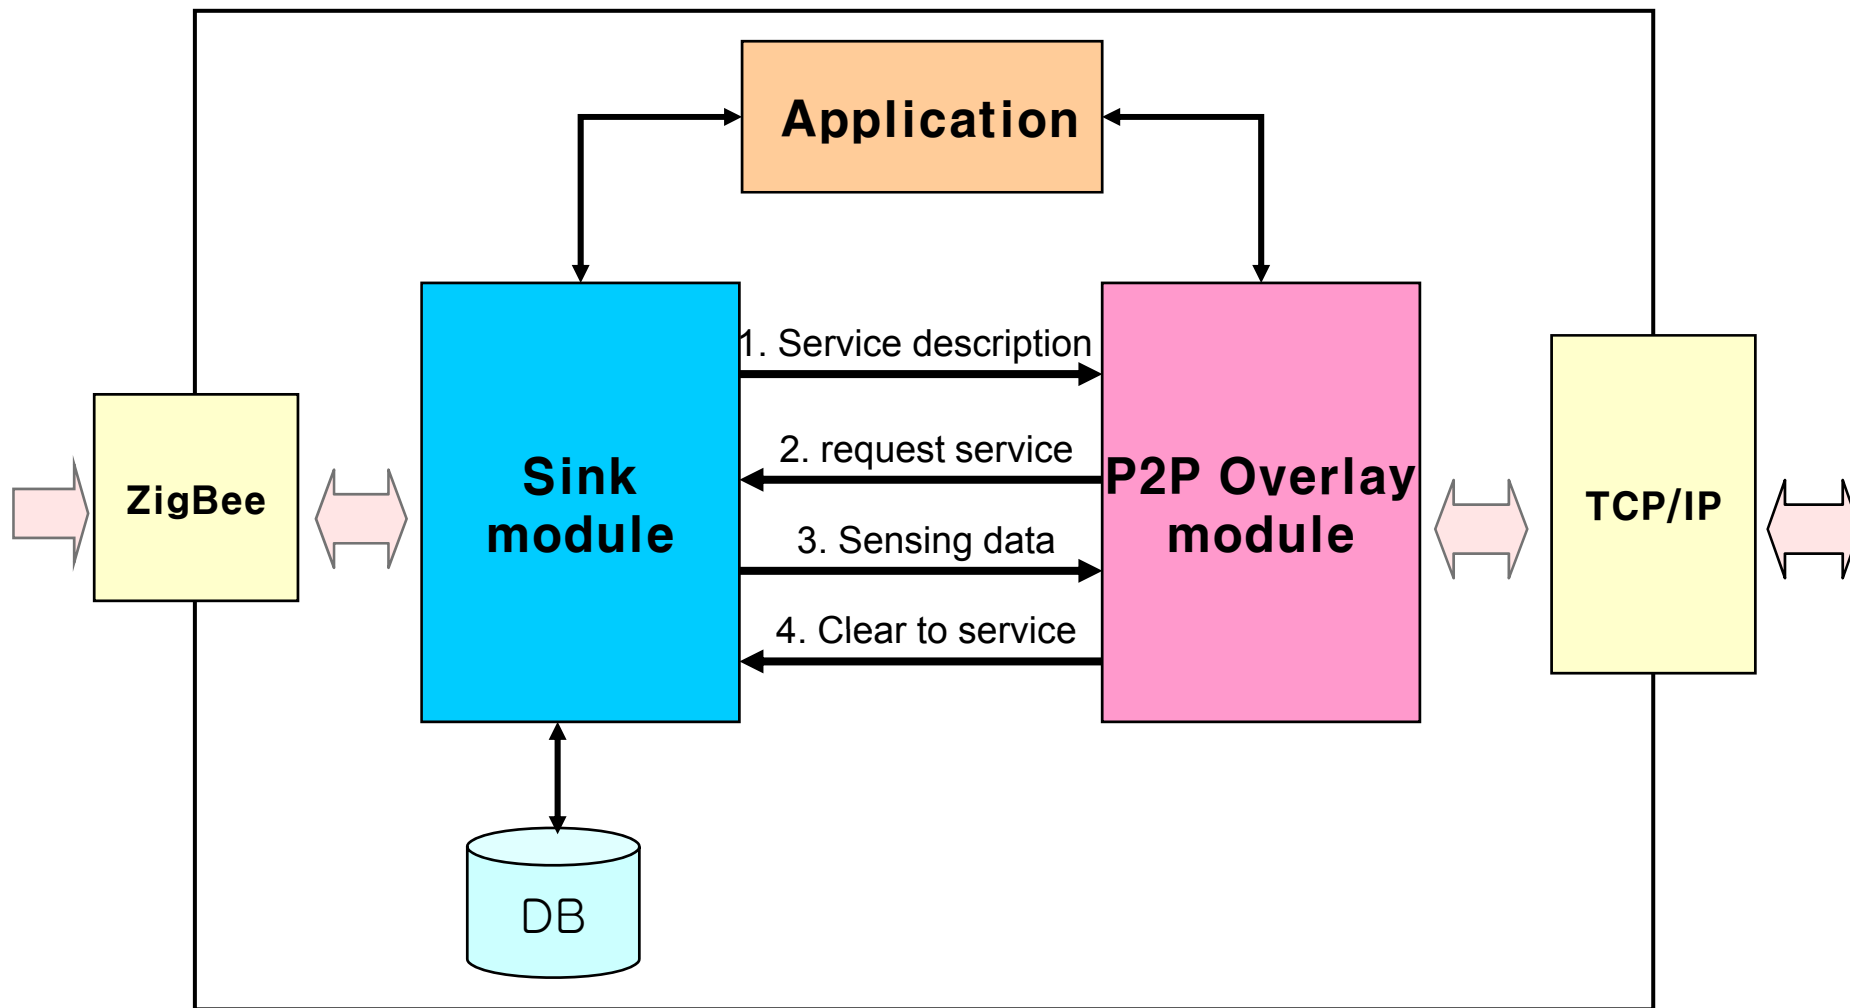 Application
1. Service description
2. request service
3. Sensing data
4. Clear to service
ZigBee
Sink
module
P2P Overlay
module
TCP/IP
DB